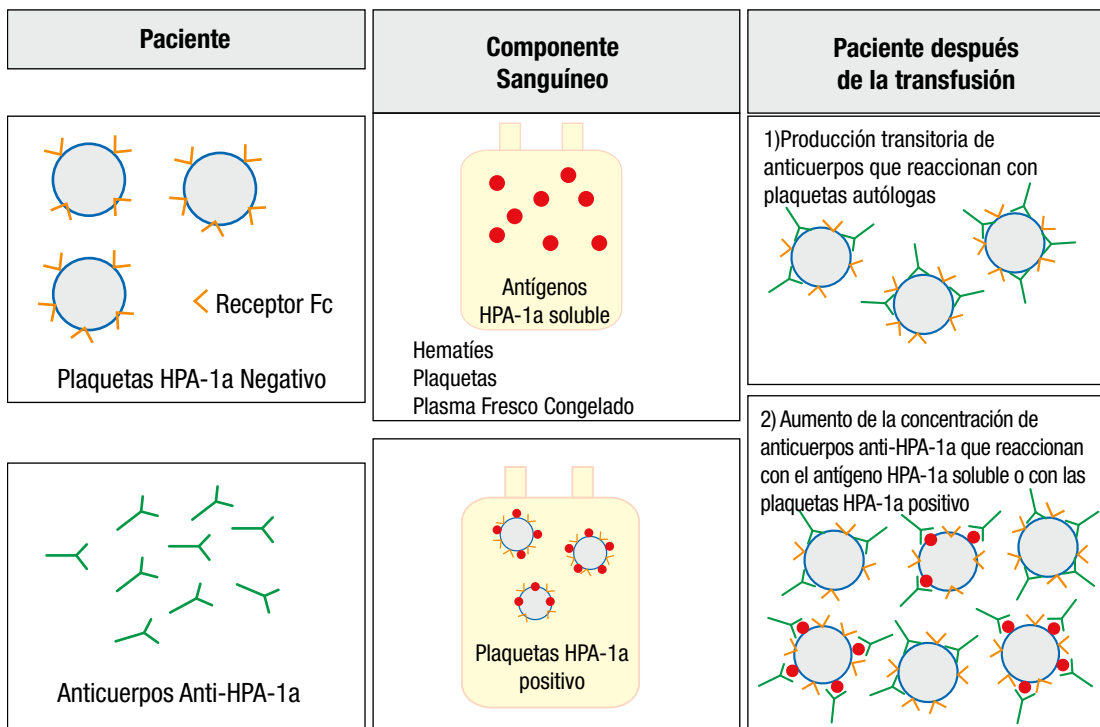 Paciente
Plaquetas HPA-1a Negativo
Receptor Fc
Anticuerpos Anti-HPA-1a
Componente
Sanguíneo
Antígenos
HPA-1a soluble
Hematíes
Plaquetas
Plasma Fresco Congelado
Plaquetas HPA-1a
positivo
Paciente después
de la transfusión
1)Producción transitoria de
anticuerpos que reaccionan con
plaquetas autólogas
2) Aumento de la concentración de
anticuerpos anti-HPA-1a que reaccionan
con el antígeno HPA-1a soluble o con las
plaquetas HPA-1a positivo